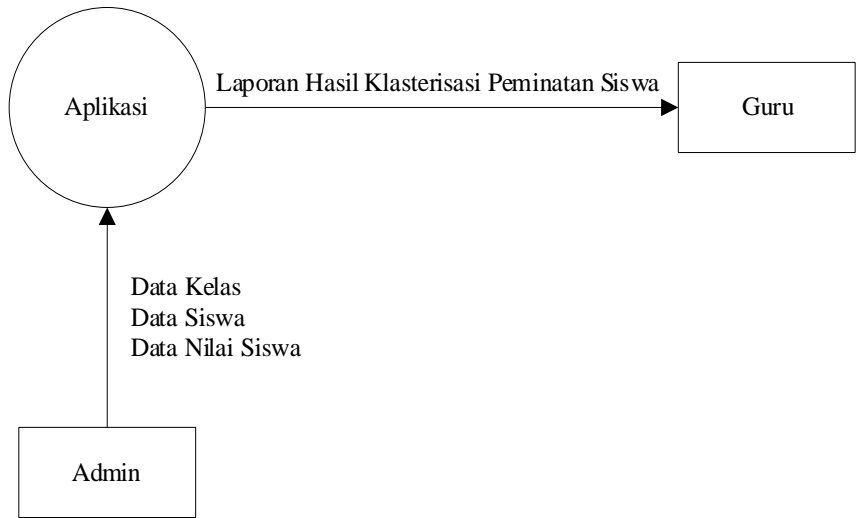 Laporan Hasil Klasterisasi Peminatan Siswa
Aplikasi
Guru
Data Kelas
Data Siswa
Data Nilai Siswa
Admin